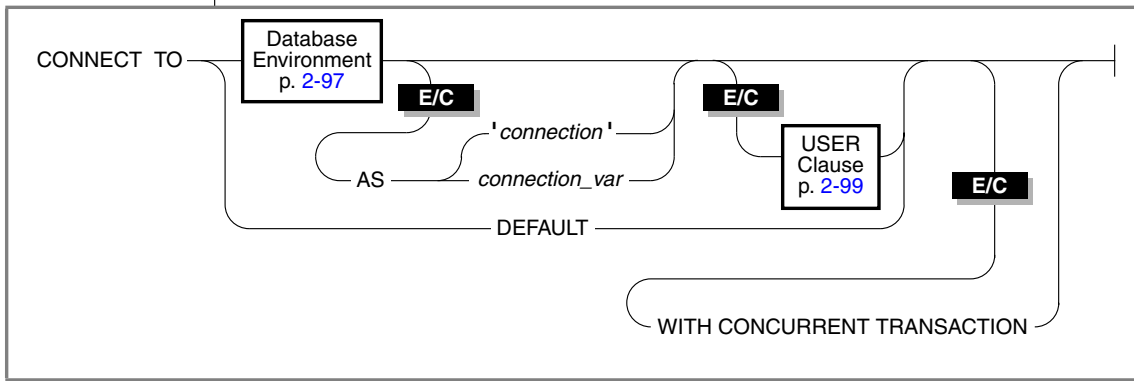 CONNECT TO
Database
Environment
p. 2-97
E/C
AS
'connection'
connection_var
E/C
USER
Clause
p. 2-99
DEFAULT
E/C
WITH CONCURRENT TRANSACTION